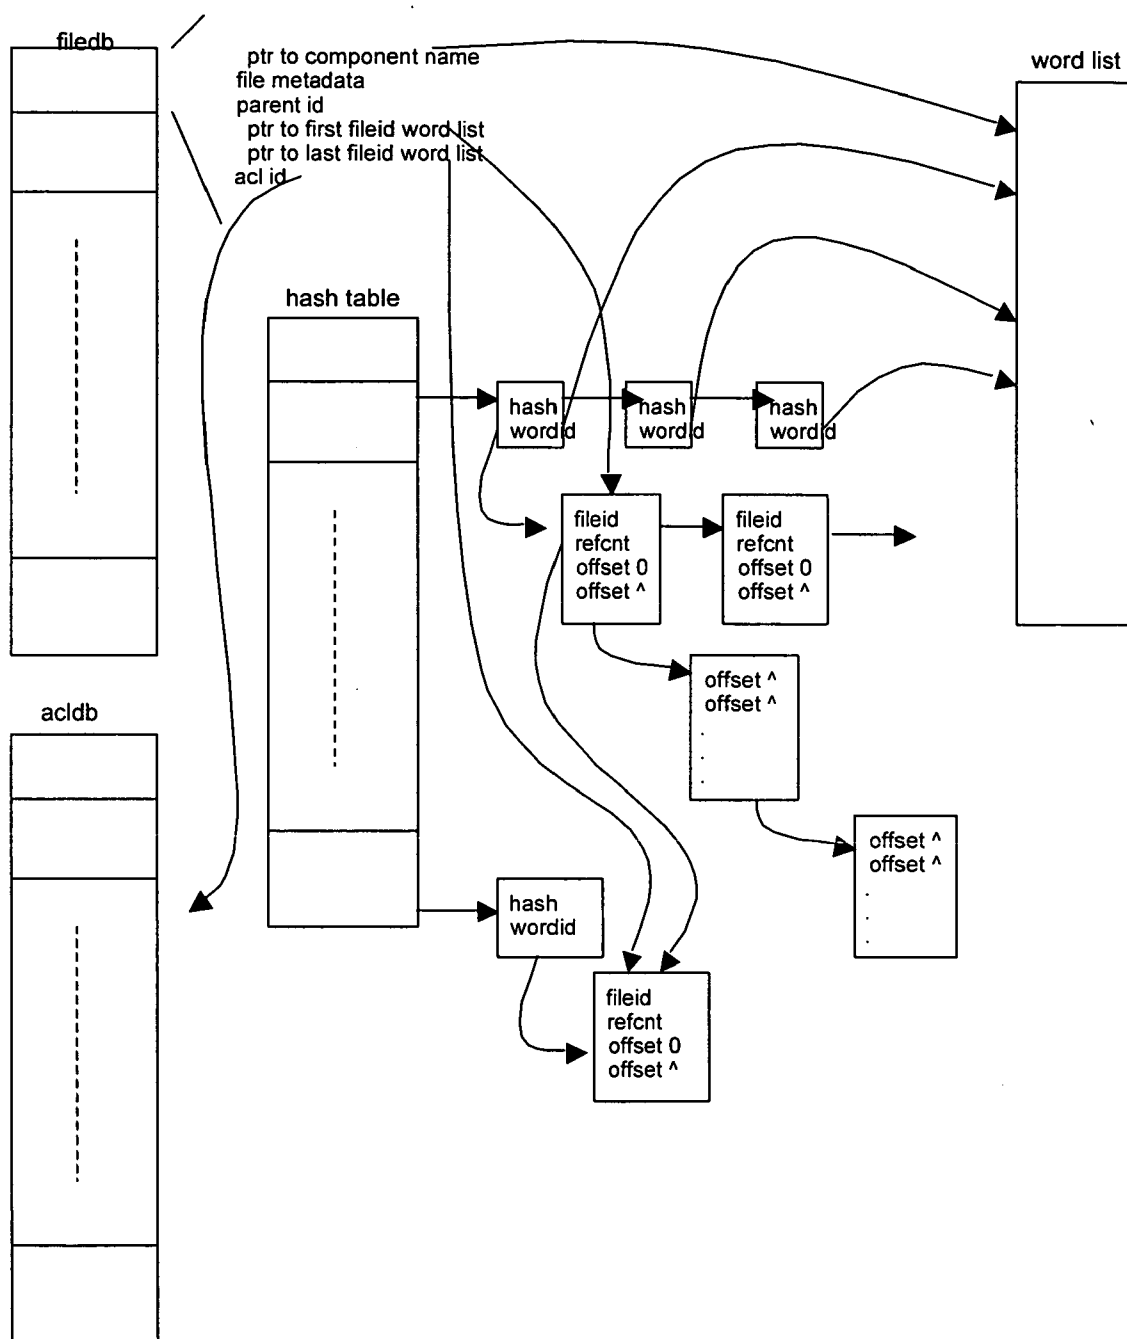 filedb
ptr to component name
file metadata
parent id
ptr to first fileid word list
ptr to last fileid word list
acl id
word list
hash table
hash
wordid
hash
wordid
hash
wordid
fileid
refcnt
offset 0
offset ^
fileid
refcnt
offset 0
offset ^
offset ^
offset ^
.
.
.
acldb
offset ^
offset ^
.
.
.
hash
wordid
fileid
refcnt
offset 0
offset ^